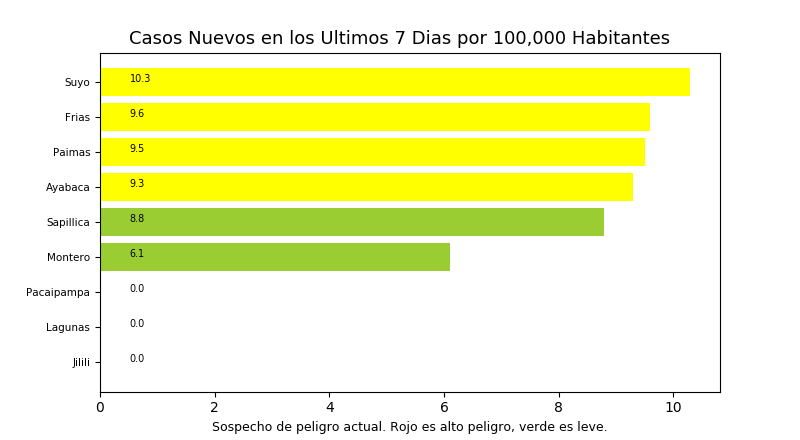 Casos Nuevos en los Ultimos 7 Dias por 100,000 Habitantes
Suyo 10.3
Frias 9.6
Paimas 9.5
Ayabaca 9.3
Sapillica 8.8
Montero 6.1
Pacaipampa 0.0
Lagunas 0.0
Jilili 0.0
0 2 4 6 8 10
Sospecho de peligro actual. Rojo es alto peligro, verde es leve.